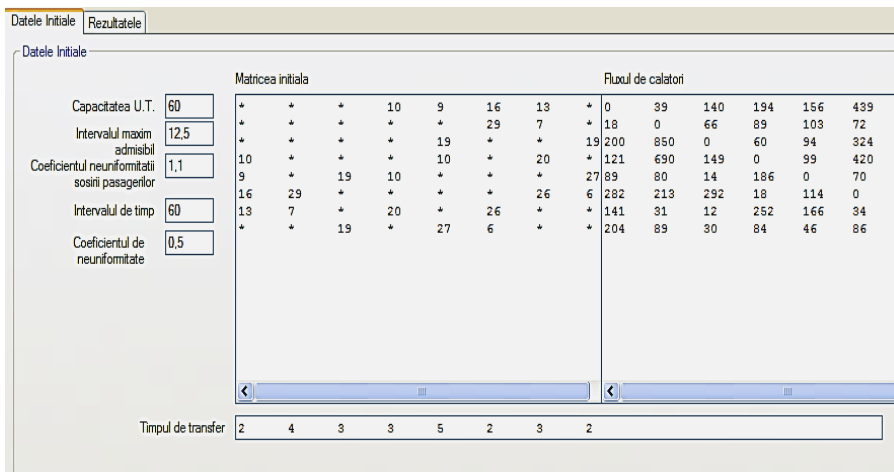 Datele Initiale Rezultatele
Datele Initiale
Matricea initiala Fluxul de calatori
Capacitatea U.T. 60
Intervalul maxim admisibil 12,5
Coeficientul neuniformitatii sosirii pasagerilor 1,1
Intervalul de timp 60
Coeficientul de neuniformitate 0,5
* * * 10 9 16 13 * 0 39 140 194 156 439
* * * * * 29 7 * 18 0 66 89 103 72
* * * * 19 * * 19 200 850 0 60 94 324
10 * * * 10 * 20 * 121 690 149 0 99 420
9 * 19 10 * * * 27 89 80 14 186 0 70
16 29 * * * * 26 6 282 213 292 18 114 0
13 7 * 20 * 26 * * 141 31 12 252 166 34
* * 19 * 27 6 * * 204 89 30 84 46 86
Timpul de transfer 2 4 3 3 5 2 3 2